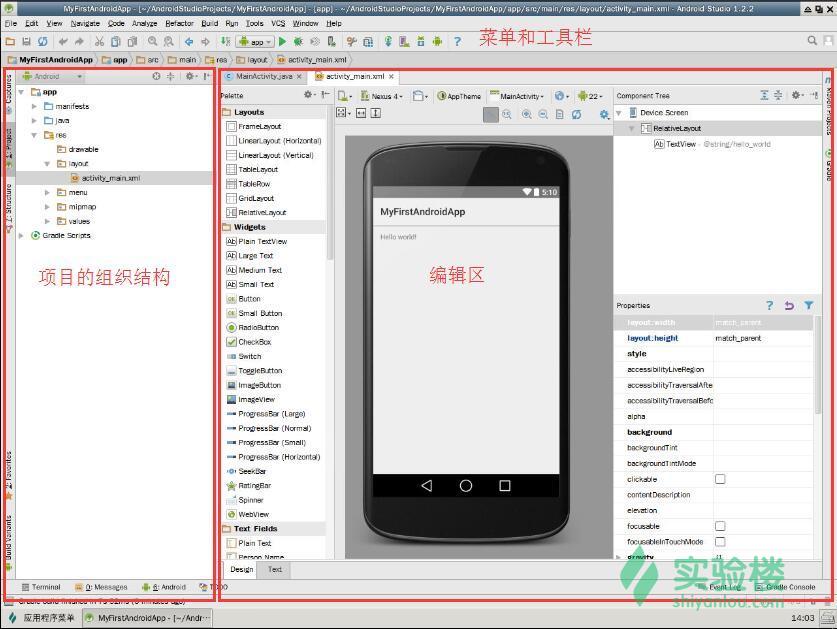 MyFirstAndroidApp - [~/AndroidStudioProjects/MyFirstAndroidApp] - [app] - ~/AndroidStudioProjects/MyFirstAndroidApp/app/src/main/res/layout/activity_main.xml - Android Studio 1.2.2
File Edit View Navigate Code Analyze Refactor Build Run Tools VCS Window Help
app
菜单和工具栏
MyFirstAndroidApp app src main res layout activity_main.xml
Captures
1: Project
7: Structure
2: Favorites
Build Variants
Android
app
manifests
java
res
drawable
layout
activity_main.xml
menu
mipmap
values
Gradle Scripts
项目的组织结构
MainActivity.java activity_main.xml
Palette
Layouts
FrameLayout
LinearLayout (Horizontal)
LinearLayout (Vertical)
TableLayout
TableRow
GridLayout
RelativeLayout
Widgets
Plain TextView
Large Text
Medium Text
Small Text
Button
Small Button
RadioButton
CheckBox
Switch
ToggleButton
ImageButton
ImageView
ProgressBar (Large)
ProgressBar (Normal)
ProgressBar (Small)
ProgressBar (Horizontal)
SeekBar
RatingBar
Spinner
WebView
Text Fields
Plain Text
Person Name
Design Text
Nexus 4 AppTheme MainActivity 22
5:10
MyFirstAndroidApp
Hello world!
编辑区
Component Tree
Device Screen
RelativeLayout
TextView - @string/hello_world
Properties
layout:width match_parent
layout:height match_parent
style
accessibilityLiveRegion
accessibilityTraversalAfte
accessibilityTraversalBefo
alpha
background
backgroundTint
backgroundTintMode
clickable
contentDescription
elevation
focusable
focusableInTouchMode
gravity
Maven Projects
Gradle
Terminal 0: Messages 6: Android TODO
Event Log Gradle Console
实验楼
shiyanlou.com
应用程序菜单 MyFirstAndroidApp - [~/Andr...
14:03